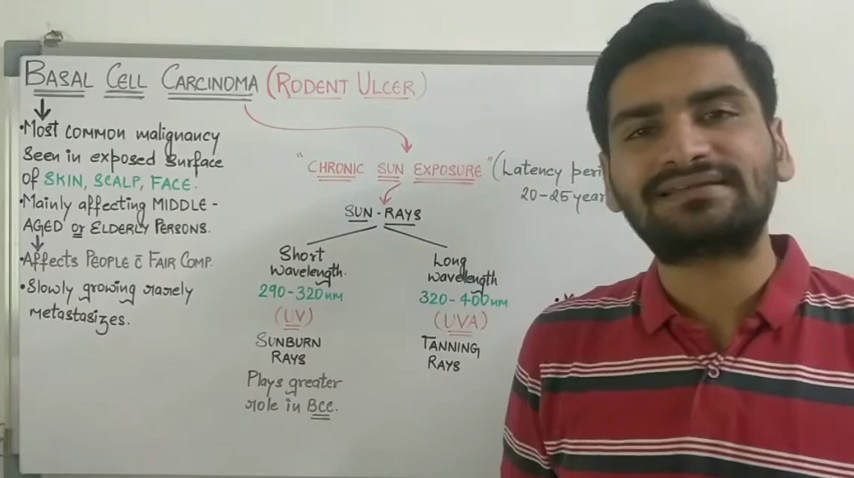 BASAL CELL CARCINOMA (RODENT ULCER)
• MOST COMMON malignancy
Seen in exposed surface
of SKIN, SCALP, FACE.
• Mainly affecting MIDDLE-
AGED or ELDERLY PERSONS.
• Affects PEOPLE c̄ FAIR COMP.
• Slowly growing rarely
metastasizes.
"CHRONIC SUN EXPOSURE" (Latency
20-25 year
SUN-RAYS
Short
wavelength.
290-320nm
(UV)
SUNBURN
RAYS
Plays greater
role in BCC.
Long
wavelength
320-400nm
(UVA)
TANNING
RAYS